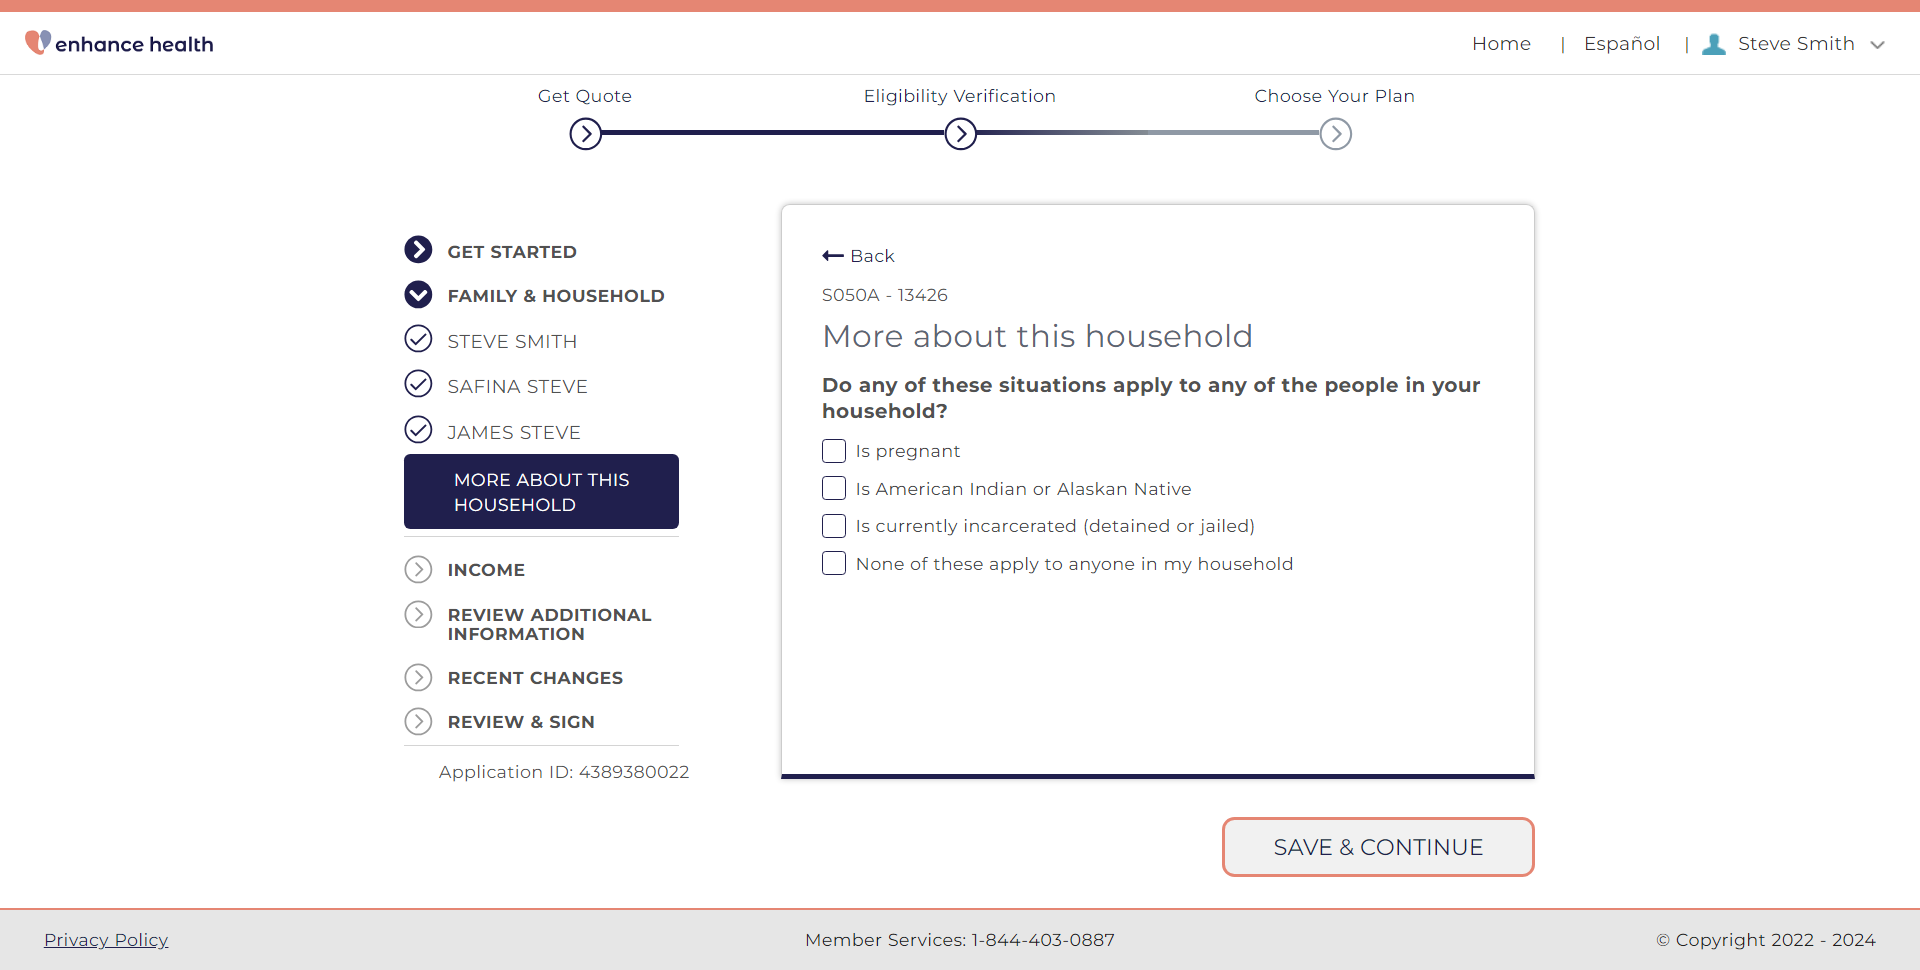 enhance health
Home | Español | Steve Smith
Get Quote
Eligibility Verification
Choose Your Plan
GET STARTED
FAMILY & HOUSEHOLD
STEVE SMITH
SAFINA STEVE
JAMES STEVE
MORE ABOUT THIS
HOUSEHOLD
INCOME
REVIEW ADDITIONAL
INFORMATION
RECENT CHANGES
REVIEW & SIGN
Application ID: 4389380022
Back
S050A - 13426
More about this household
Do any of these situations apply to any of the people in your
household?
Is pregnant
Is American Indian or Alaskan Native
Is currently incarcerated (detained or jailed)
None of these apply to anyone in my household
SAVE & CONTINUE
Privacy Policy
Member Services: 1-844-403-0887
© Copyright 2022 - 2024